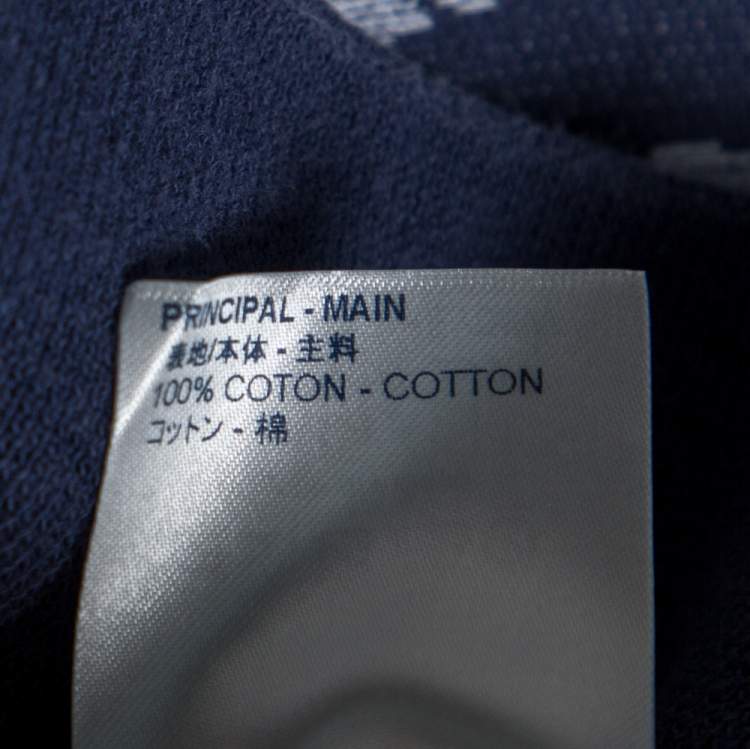 PRINCIPAL - MAIN
表地/本体 - 主料
100% COTON - COTTON
コットン - 棉